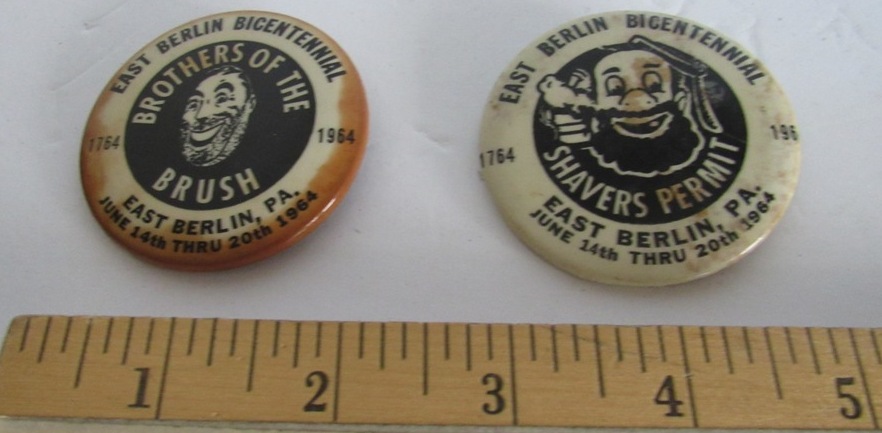 EAST BERLIN BICENTENNIAL
BROTHERS OF THE
BRUSH
1764
1964
EAST BERLIN, PA.
JUNE 14th THRU 20th 1964
EAST BERLIN BICENTENNIAL
SHAVERS PERMIT
1764
196
EAST BERLIN, PA.
JUNE 14th THRU 20th 1964
1 2 3 4 5